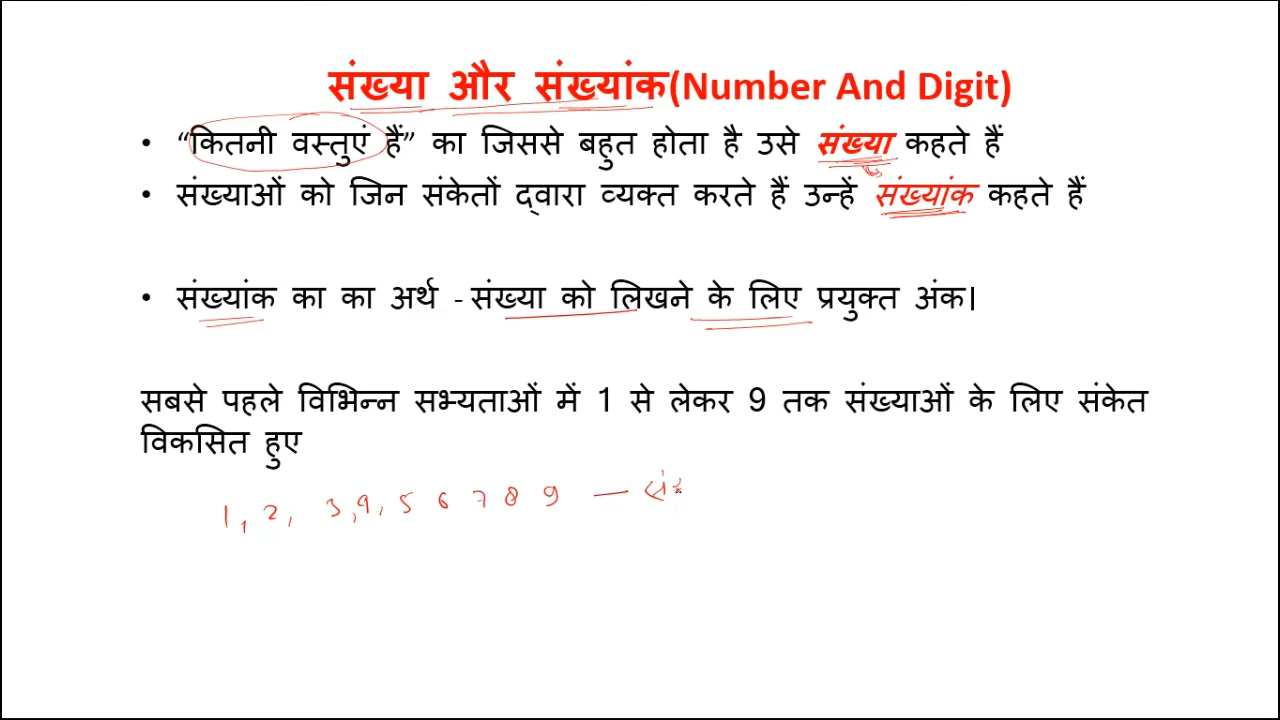 संख्या और संख्यांक(Number And Digit)
• “कितनी वस्तुएं हैं” का जिससे बहुत होता है उसे संख्या कहते हैं
• संख्याओं को जिन संकेतों द्वारा व्यक्त करते हैं उन्हें संख्यांक कहते हैं
• संख्यांक का का अर्थ - संख्या को लिखने के लिए प्रयुक्त अंक।
सबसे पहले विभिन्न सभ्यताओं में 1 से लेकर 9 तक संख्याओं के लिए संकेत
विकसित हुए
1, 2, 3, 4, 5 6 7 8 9 — सं